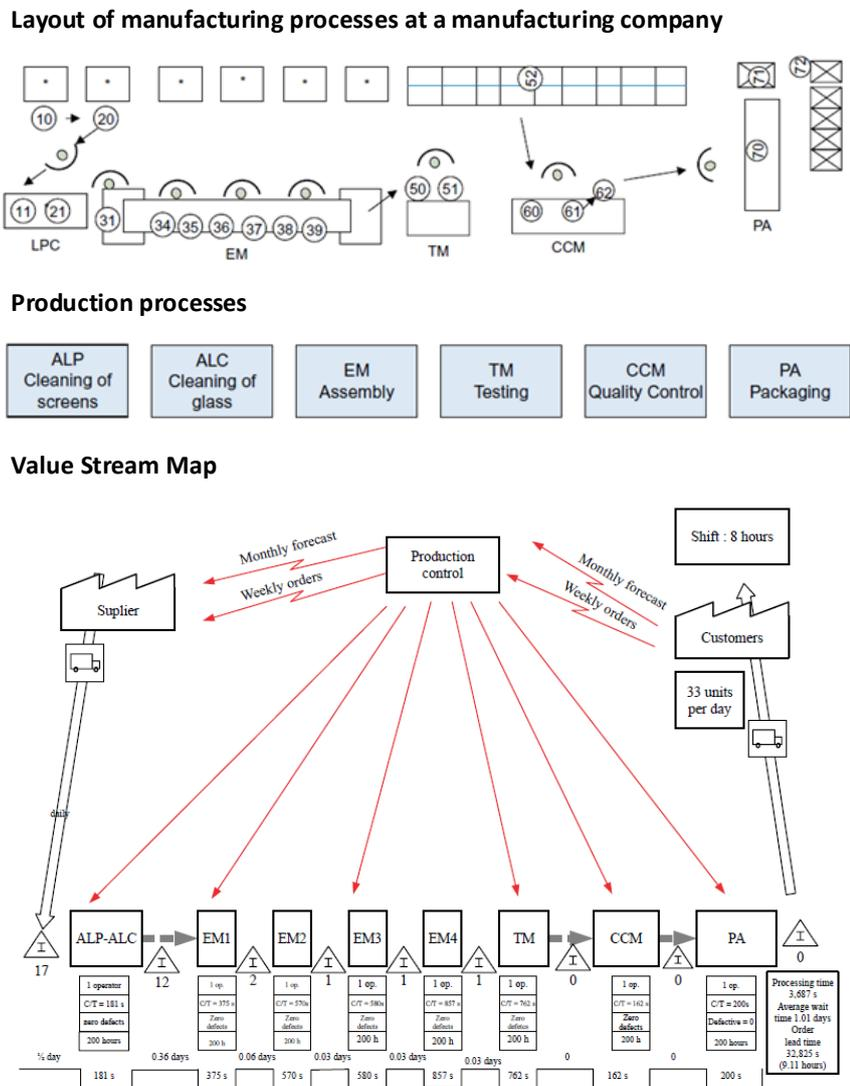 Layout of manufacturing processes at a manufacturing company
* * * * * *
52
71
72
10 20
70
11 21
31
34 35 36 37 38 39
50 51
60 61 62
LPC
EM
TM
CCM
PA
Production processes
ALP
Cleaning of
screens
ALC
Cleaning of
glass
EM
Assembly
TM
Testing
CCM
Quality Control
PA
Packaging
Value Stream Map
Shift : 8 hours
Production
control
Monthly forecast
Weekly orders
Monthly forecast
Weekly orders
Suplier
Customers
33 units
per day
daily
ALP-ALC
EM1
EM2
EM3
EM4
TM
CCM
PA
I
17
I
12
I
2
I
1
I
1
I
1
I
0
I
0
I
0
1 operator
C/T = 181 s
zero defects
200 hours
1 op.
C/T = 375 s
Zero
defects
200 h
1 op.
C/T = 570s
Zero
defects
200 h
1 op.
C/T = 580s
Zero
defects
200 h
1 op.
C/T = 857 s
Zero
defects
200 h
1 op.
C/T = 762 s
Zero
200 h
1 op.
C/T = 162 s
Zero
defects
200 h
1 op.
C/T = 200s
Defective = 0
200 hours
Processing time
3,687 s
Average wait
time 1.01 days
Order
lead time
32,825 s
(9.11 hours)
½ day
0.36 days
0.06 days
0.03 days
0.03 days
0.03 days
0
0
181 s
375 s
570 s
580 s
857 s
762 s
162 s
200 s